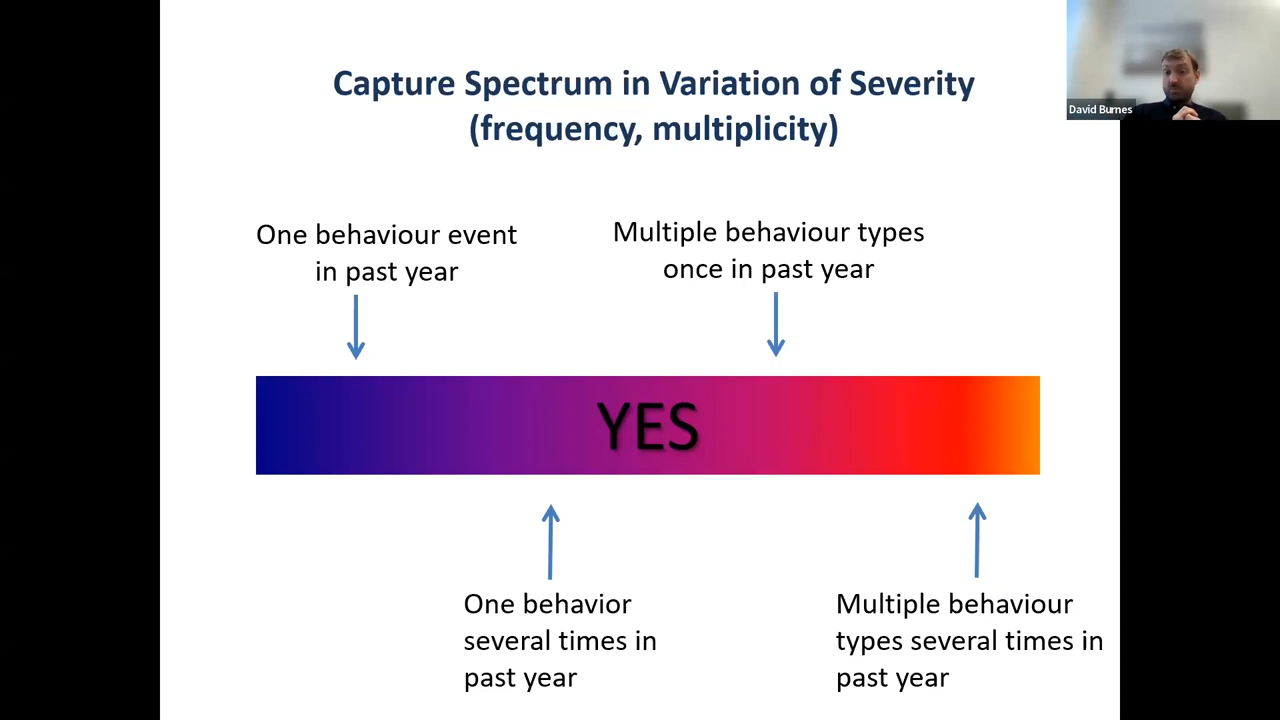 Capture Spectrum in Variation of Severity
(frequency, multiplicity)
David Burnes
One behaviour event
in past year
Multiple behaviour types
once in past year
YES
One behavior
several times in
past year
Multiple behaviour
types several times in
past year